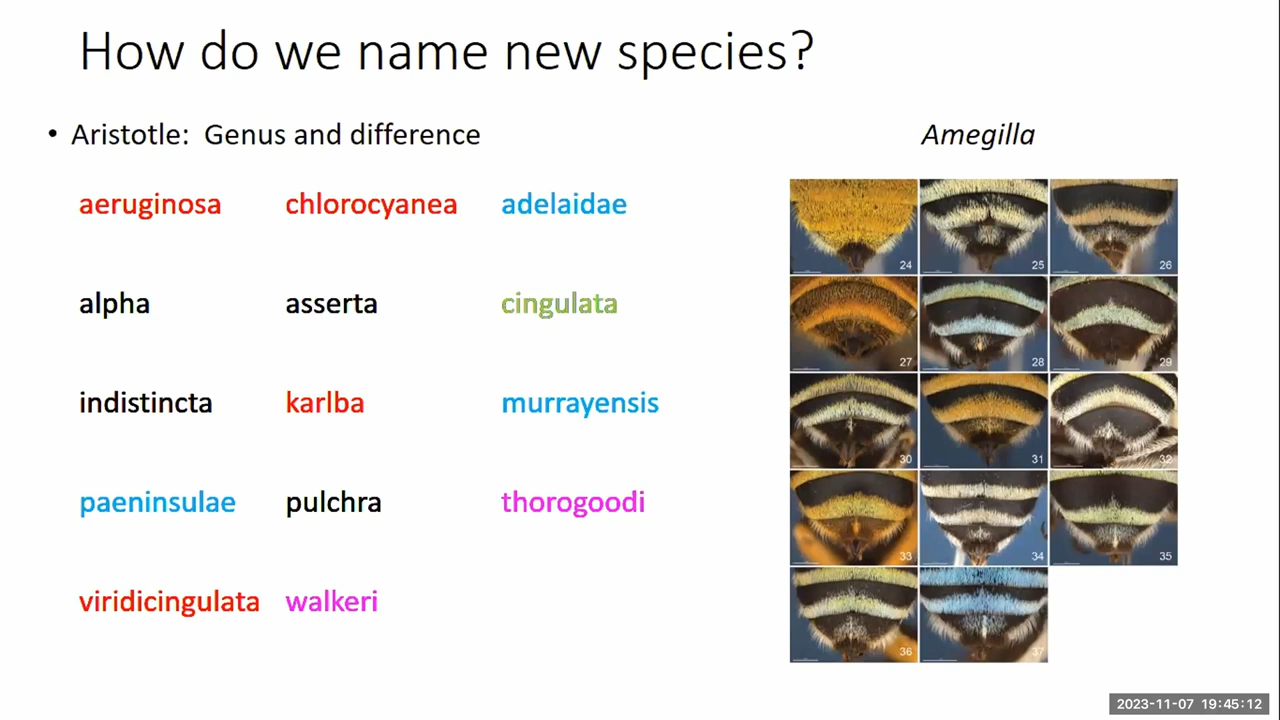 How do we name new species?
• Aristotle: Genus and difference
Amegilla
aeruginosa chlorocyanea adelaidae
alpha asserta cingulata
indistincta karlba murrayensis
paeninsulae pulchra thorogoodi
viridicingulata walkeri
24 25 26
27 28 29
30 31 32
33 34 35
36 37
2023-11-07 19:45:12